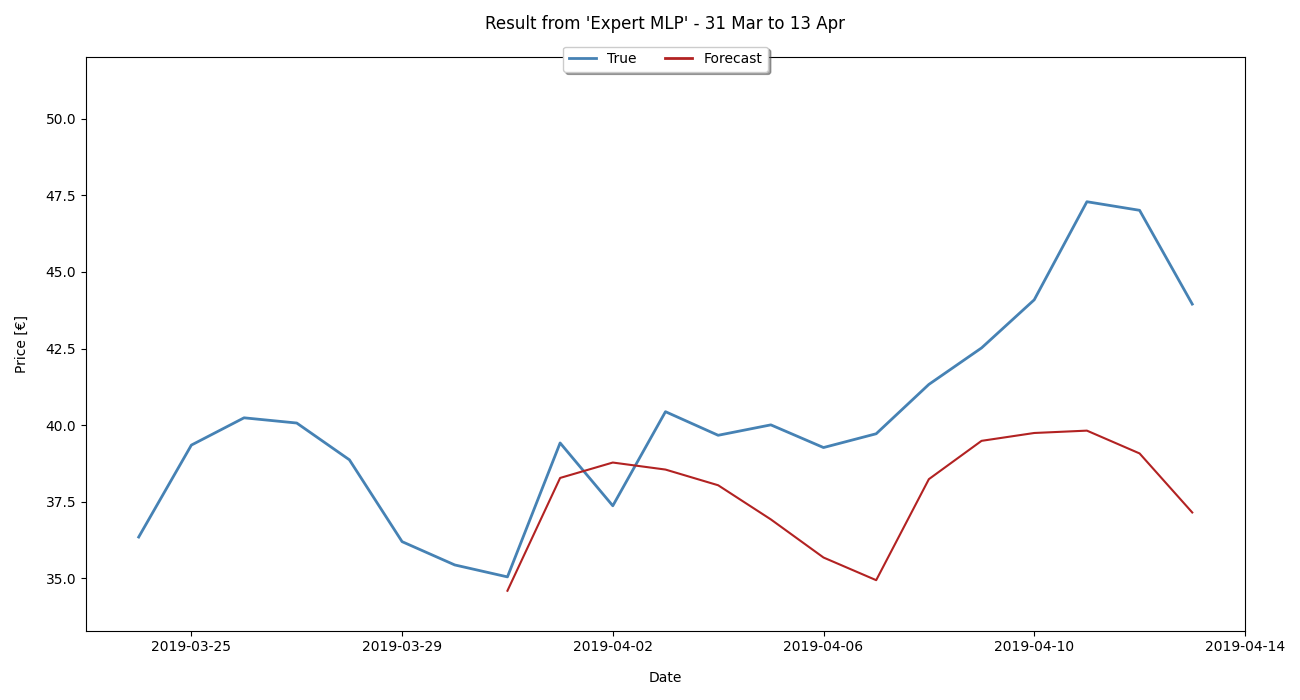 Result from 'Expert MLP' - 31 Mar to 13 Apr
True Forecast
50.0
47.5
45.0
42.5
40.0
37.5
35.0
Price [€]
2019-03-25 2019-03-29 2019-04-02 2019-04-06 2019-04-10 2019-04-14
Date